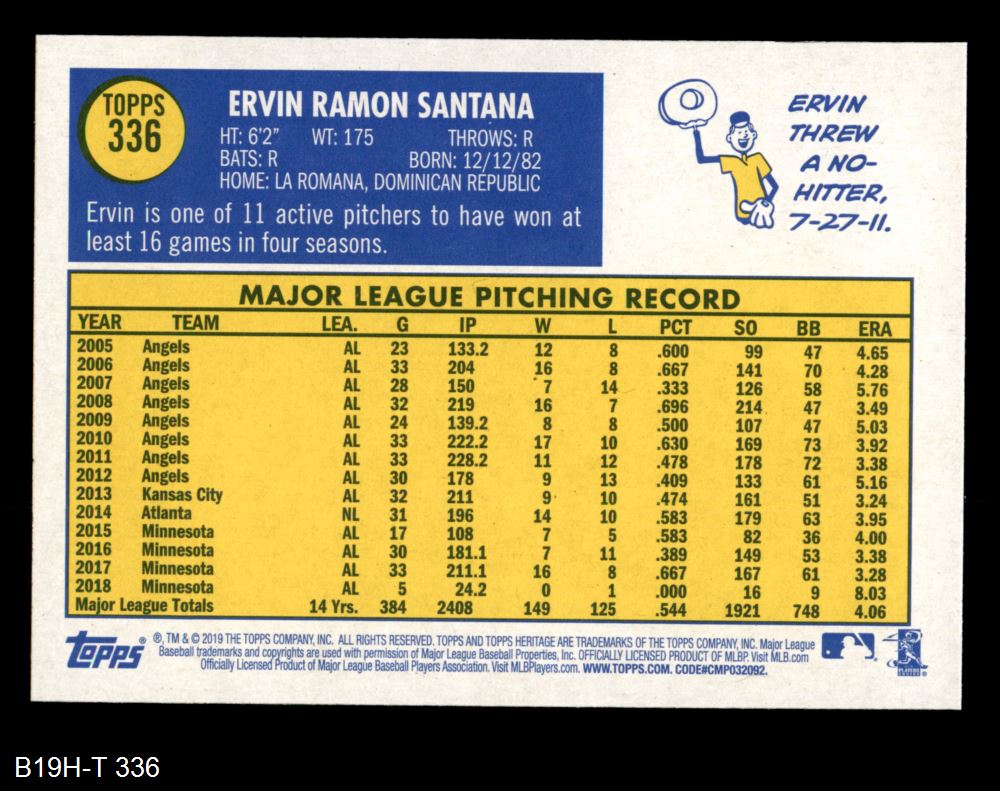 TOPPS
336
ERVIN RAMON SANTANA
HT: 6'2" WT: 175 THROWS: R
BATS: R BORN: 12/12/82
HOME: LA ROMANA, DOMINICAN REPUBLIC
Ervin is one of 11 active pitchers to have won at
least 16 games in four seasons.
ERVIN
THREW
A NO-
HITTER,
7-27-11.
MAJOR LEAGUE PITCHING RECORD
YEAR TEAM LEA. G IP W L PCT SO BB ERA
2005 Angels AL 23 133.2 12 8 .600 99 47 4.65
2006 Angels AL 33 204 16 8 .667 141 70 4.28
2007 Angels AL 28 150 7 14 .333 126 58 5.76
2008 Angels AL 32 219 16 7 .696 214 47 3.49
2009 Angels AL 24 139.2 8 8 .500 107 47 5.03
2010 Angels AL 33 222.2 17 10 .630 169 73 3.92
2011 Angels AL 33 228.2 11 12 .478 178 72 3.38
2012 Angels AL 30 178 9 13 .409 133 61 5.16
2013 Kansas City AL 32 211 9 10 .474 161 51 3.24
2014 Atlanta NL 31 196 14 10 .583 179 63 3.95
2015 Minnesota AL 17 108 7 5 .583 82 36 4.00
2016 Minnesota AL 30 181.1 7 11 .389 149 53 3.38
2017 Minnesota AL 33 211.1 16 8 .667 167 61 3.28
2018 Minnesota AL 5 24.2 0 1 .000 16 9 8.03
Major League Totals 14 Yrs. 384 2408 149 125 .544 1921 748 4.06
Topps ®
®, TM & © 2019 THE TOPPS COMPANY, INC. ALL RIGHTS RESERVED. TOPPS AND TOPPS HERITAGE ARE TRADEMARKS OF THE TOPPS COMPANY, INC. Major League
Baseball trademarks and copyrights are used with permission of Major League Baseball Properties, Inc. OFFICIALLY LICENSED PRODUCT OF MLBP. Visit MLB.com
Officially Licensed Product of Major League Baseball Players Association. Visit MLBPlayers.com. WWW.TOPPS.COM. CODE#CMP032092.
B19H-T 336